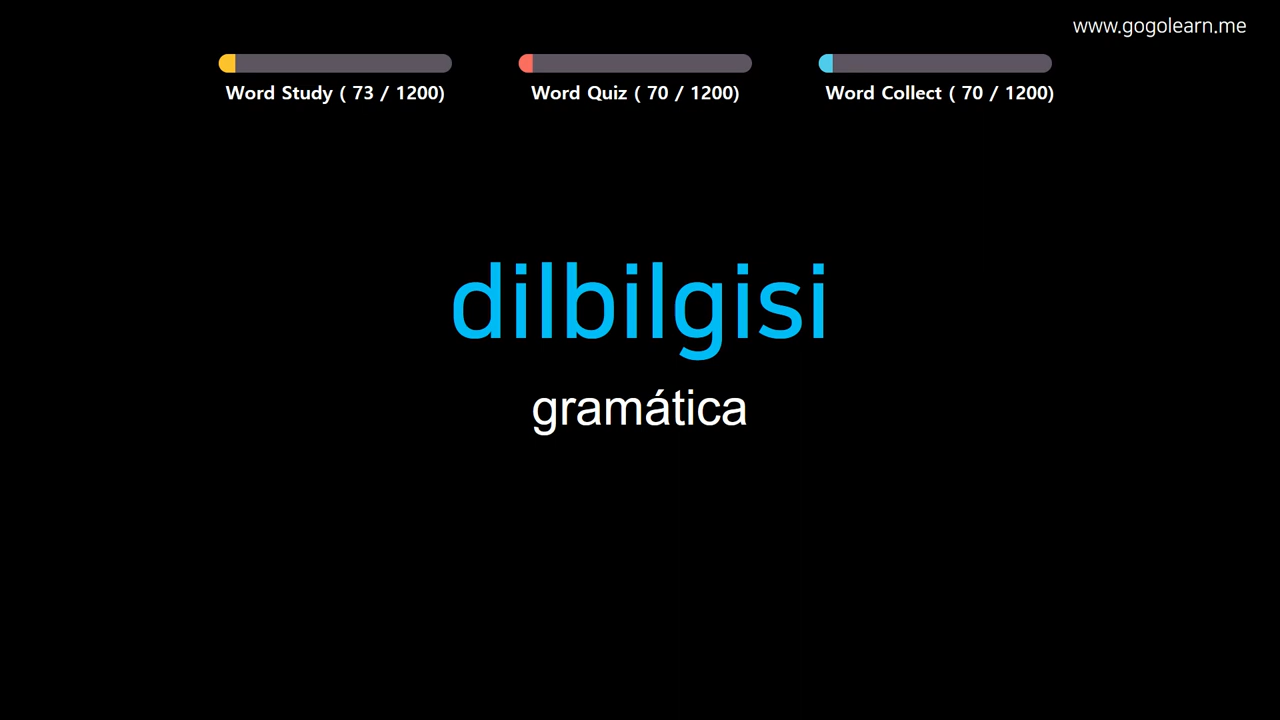 www.gogolearn.me
Word Study ( 73 / 1200)
Word Quiz ( 70 / 1200)
Word Collect ( 70 / 1200)
dilbilgisi
gramática